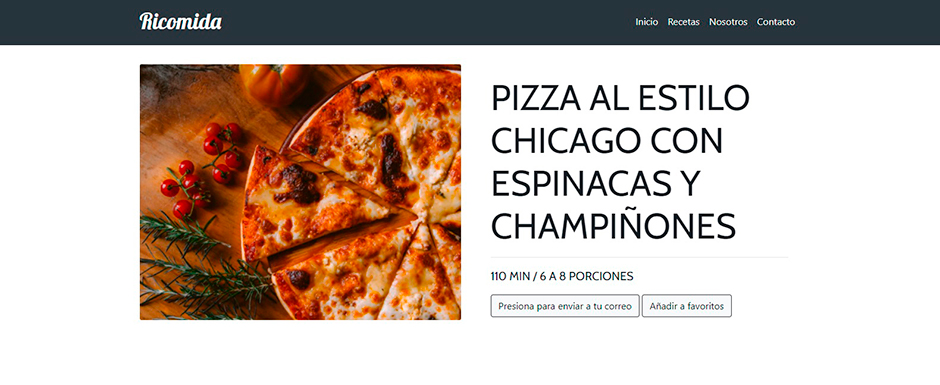 Ricomida
Inicio Recetas Nosotros Contacto
PIZZA AL ESTILO
CHICAGO CON
ESPINACAS Y
CHAMPIÑONES
110 MIN / 6 A 8 PORCIONES
Presiona para enviar a tu correo
Añadir a favoritos